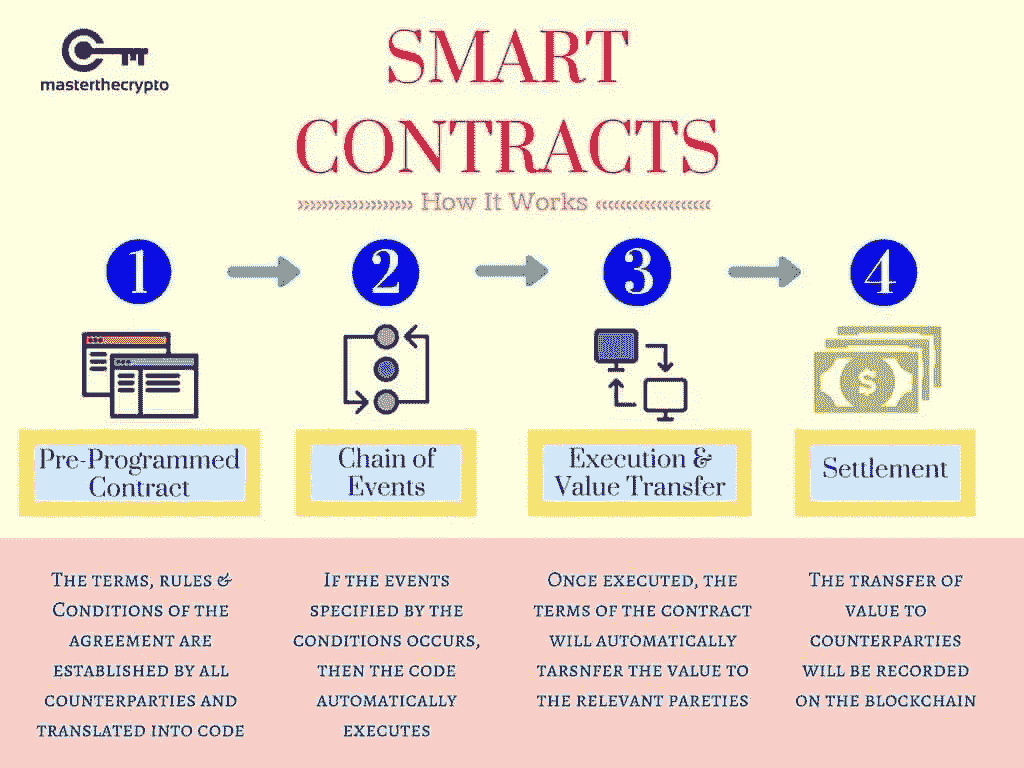 masterthecrypto
SMART
CONTRACTS
»»»»»»»»»» How It Works ««««««««««
1
2
3
4
$
Pre-Programmed
Contract
Chain of
Events
Execution &
Value Transfer
Settlement
The terms, rules &
Conditions of the
agreement are
established by all
counterparties and
translated into code
If the events
specified by the
conditions occurs,
then the code
automatically
executes
Once executed, the
terms of the contract
will automatically
tarsnfer the value to
the relevant pareties
The transfer of
value to
counterparties
will be recorded
on the blockchain